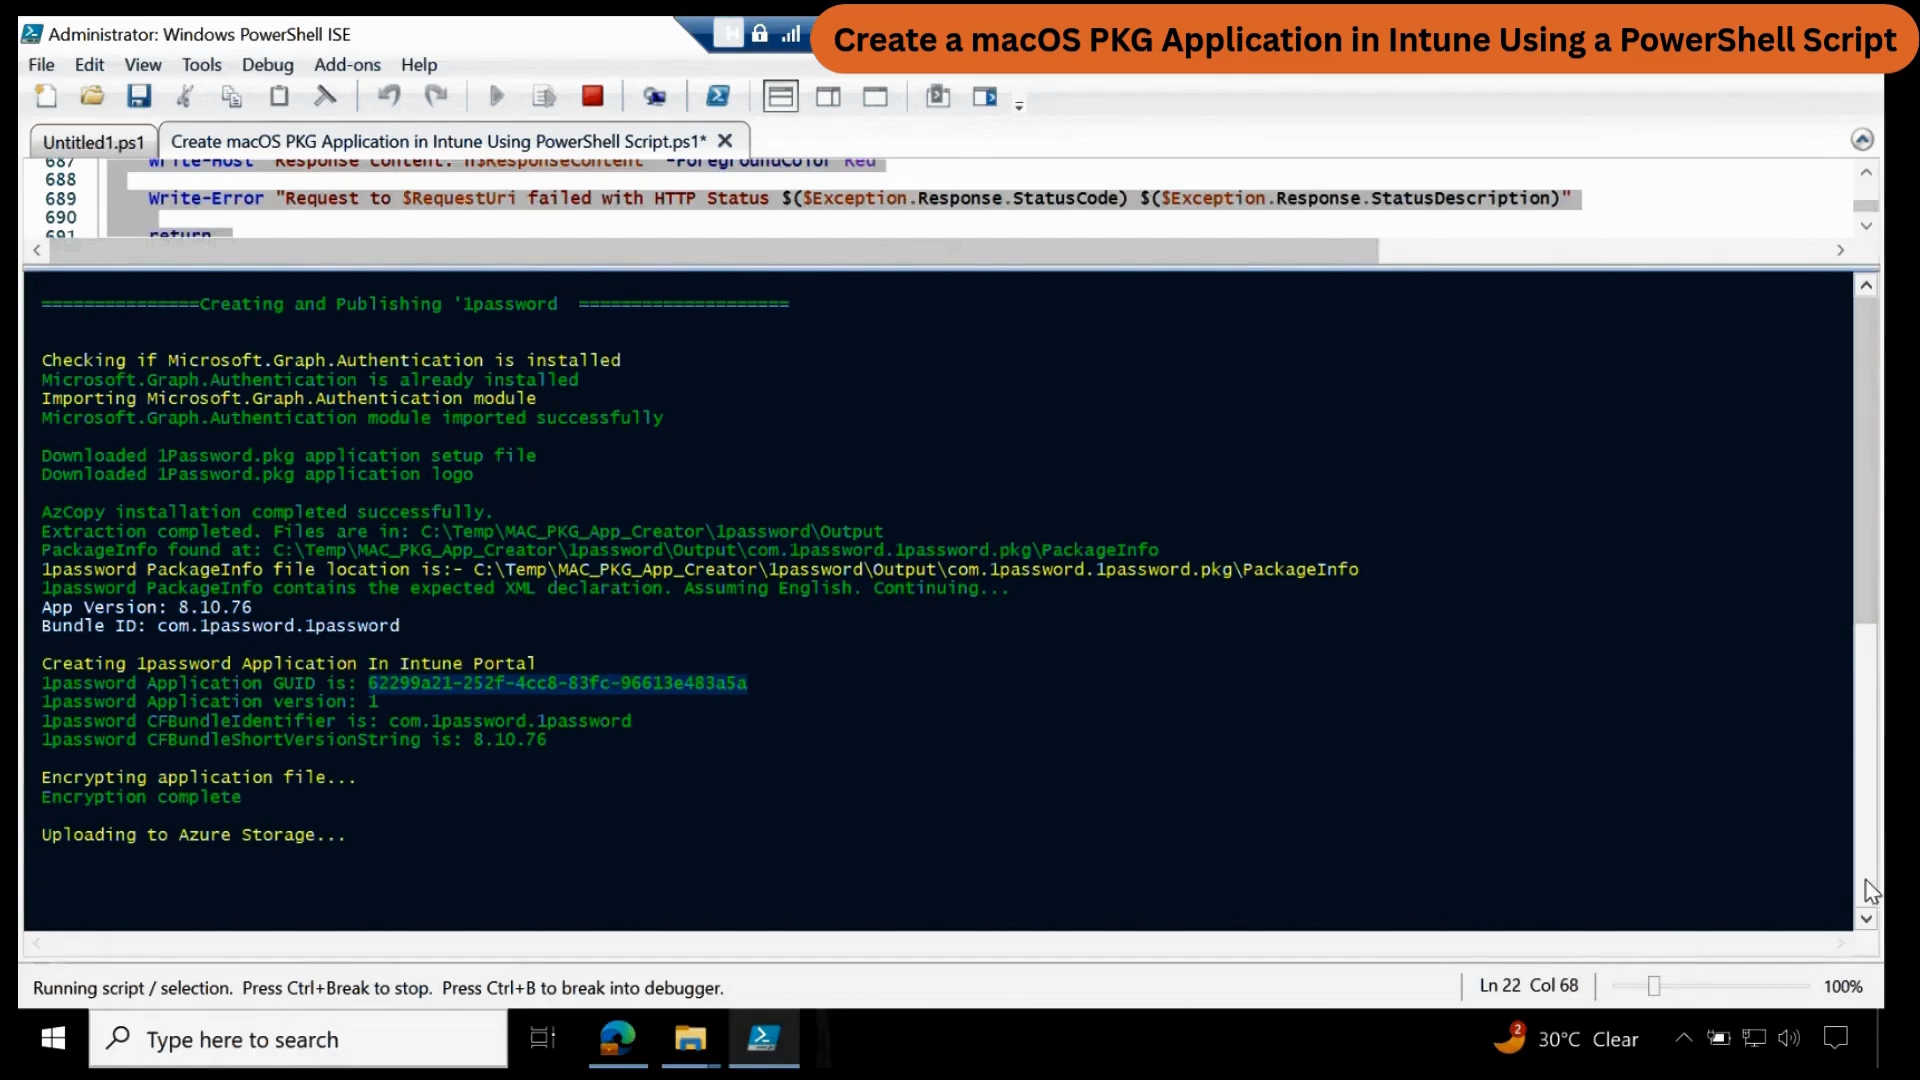 Administrator: Windows PowerShell ISE
Create a macOS PKG Application in Intune Using a PowerShell Script
File Edit View Tools Debug Add-ons Help
Untitled1.ps1 Create macOS PKG Application in Intune Using PowerShell Script.ps1*
687 Write-Host "Response content: `n$ResponseContent" -ForegroundColor Red
688
689 Write-Error "Request to $RequestUri failed with HTTP Status $($Exception.Response.StatusCode) $($Exception.Response.StatusDescription)"
690
691 return
===============Creating and Publishing '1password ====================
Checking if Microsoft.Graph.Authentication is installed
Microsoft.Graph.Authentication is already installed
Importing Microsoft.Graph.Authentication module
Microsoft.Graph.Authentication module imported successfully
Downloaded 1Password.pkg application setup file
Downloaded 1Password.pkg application logo
AzCopy installation completed successfully.
Extraction completed. Files are in: C:\Temp\MAC_PKG_App_Creator\1password\Output
PackageInfo found at: C:\Temp\MAC_PKG_App_Creator\1password\Output\com.1password.1password.pkg\PackageInfo
1password PackageInfo file location is:- C:\Temp\MAC_PKG_App_Creator\1password\Output\com.1password.1password.pkg\PackageInfo
1password PackageInfo contains the expected XML declaration. Assuming English. Continuing...
App Version: 8.10.76
Bundle ID: com.1password.1password
Creating 1password Application In Intune Portal
1password Application GUID is: 62299a21-252f-4cc8-83fc-96613e483a5a
1password Application version: 1
1password CFBundleIdentifier is: com.1password.1password
1password CFBundleShortVersionString is: 8.10.76
Encrypting application file...
Encryption complete
Uploading to Azure Storage...
Running script / selection. Press Ctrl+Break to stop. Press Ctrl+B to break into debugger.
Ln 22 Col 68
100%
Type here to search
2
30°C Clear